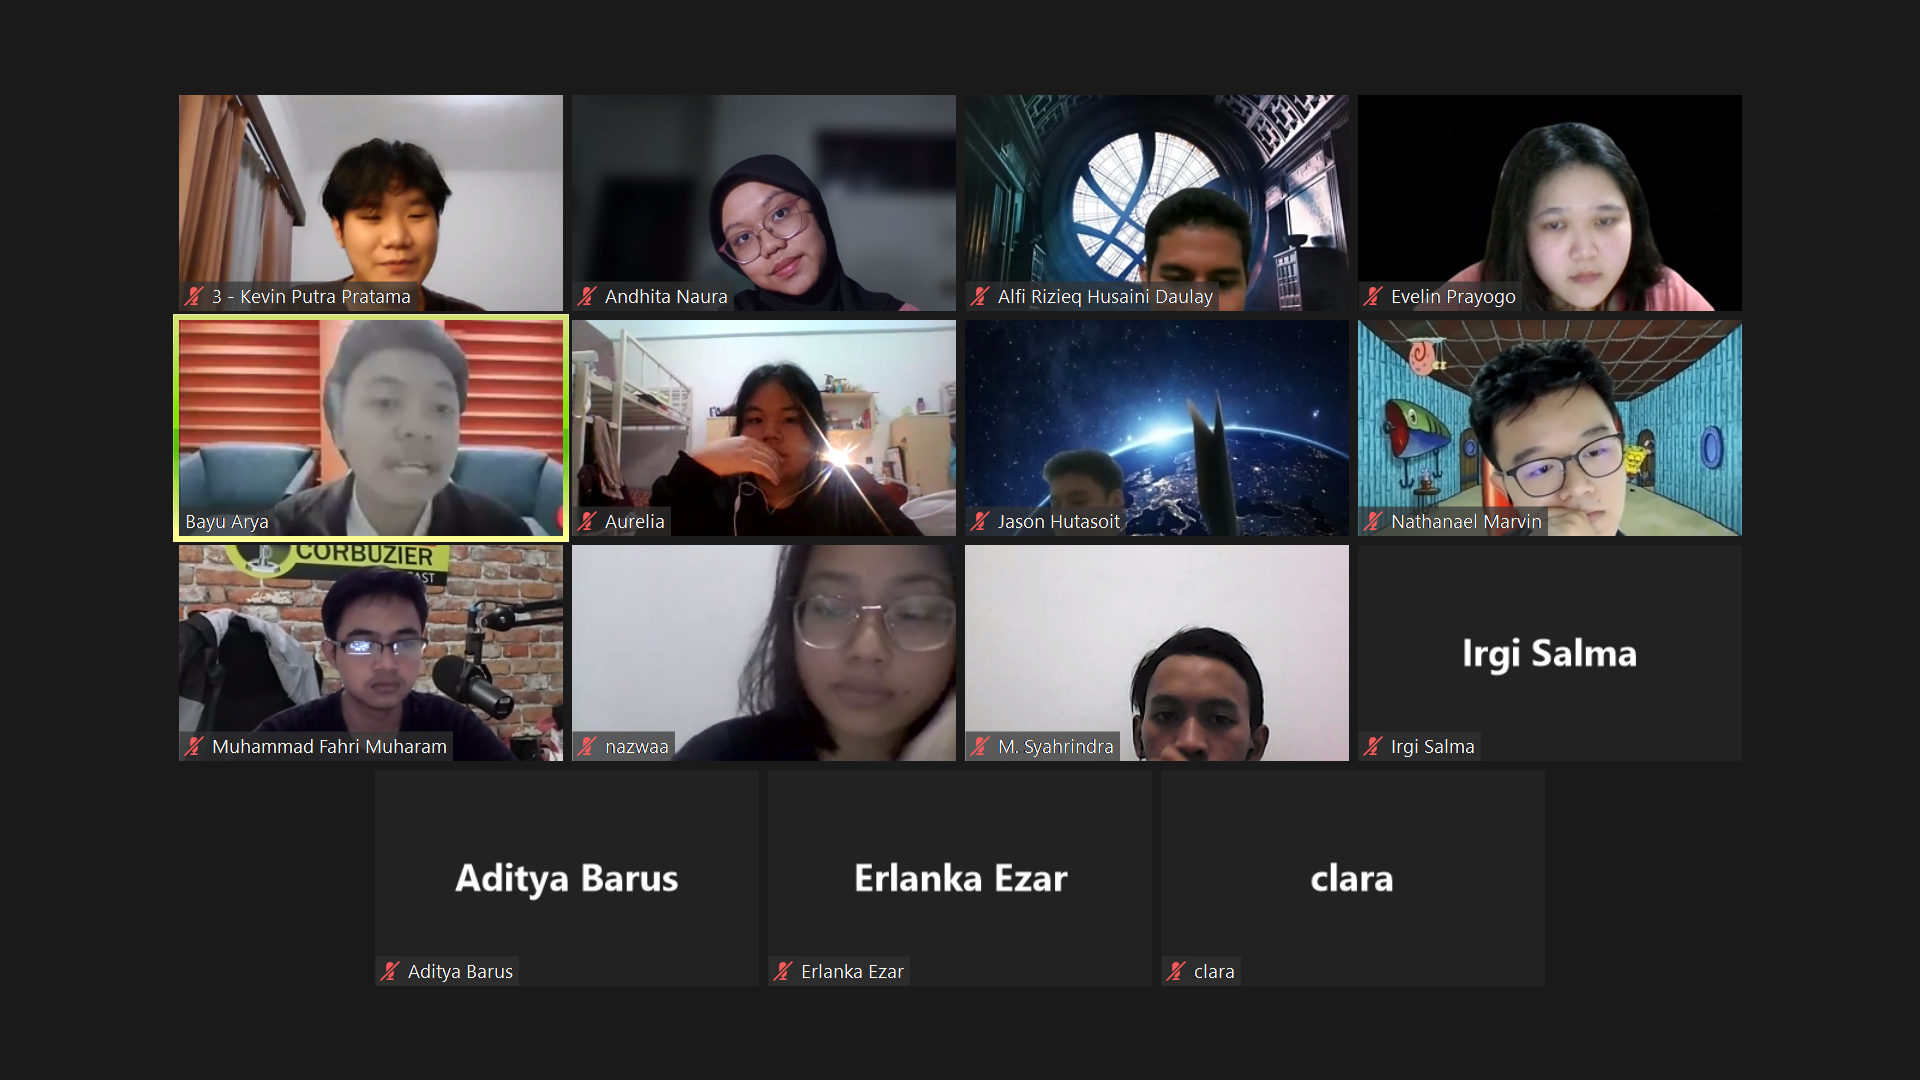 3 - Kevin Putra Pratama
Andhita Naura
Alfi Rizieq Husaini Daulay
Evelin Prayogo
Bayu Arya
Aurelia
Jason Hutasoit
Nathanael Marvin
CORBUZIER
AST
Muhammad Fahri Muharam
nazwaa
M. Syahrindra
Irgi Salma
Irgi Salma
Aditya Barus
Aditya Barus
Erlanka Ezar
Erlanka Ezar
clara
clara